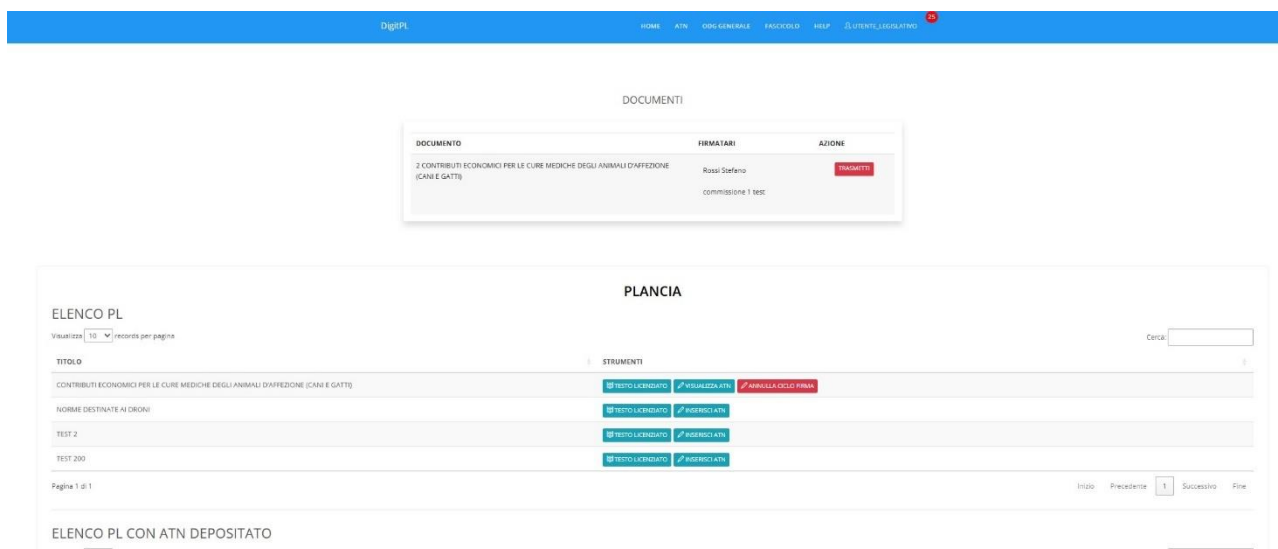 DigitPL
HOME ATN ODG GENERALE FASCICOLO HELP UTENTE_LEGISLATIVO 25
DOCUMENTI
DOCUMENTO FIRMATARI AZIONE
2 CONTRIBUTI ECONOMICI PER LE CURE MEDICHE DEGLI ANIMALI D'AFFEZIONE Rossi Stefano TRASMETTI
(CANI E GATTI)
commissione 1 test
PLANCIA
ELENCO PL
Visualizza 10 records per pagina Cerca:
TITOLO STRUMENTI
CONTRIBUTI ECONOMICI PER LE CURE MEDICHE DEGLI ANIMALI D'AFFEZIONE (CANI E GATTI) TESTO LICENZIATO VISUALIZZA ATN ANNULLA CICLO FIRMA
NORME DESTINATE AI DRONI TESTO LICENZIATO INSERISCI ATN
TEST 2 TESTO LICENZIATO INSERISCI ATN
TEST 200 TESTO LICENZIATO INSERISCI ATN
Pagina 1 di 1 Inizio Precedente 1 Successivo Fine
ELENCO PL CON ATN DEPOSITATO